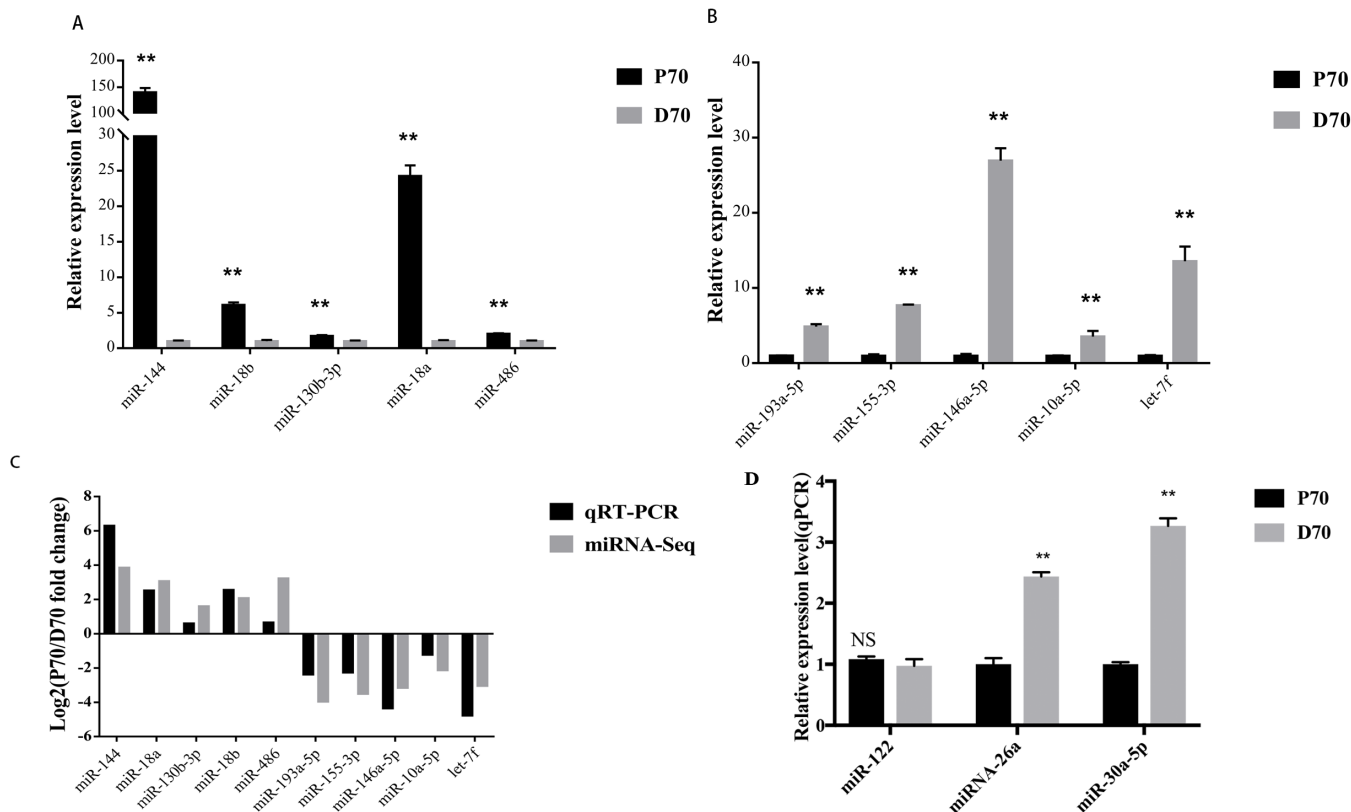 A
Relative expression level
200
150
100
30
25
20
15
10
5
0
**
**
**
**
**
P70
D70
miR-144
miR-18b
miR-130b-3p
miR-18a
miR-486
B
Relative expression level
40
30
20
10
0
**
**
**
**
**
P70
D70
miR-193a-5p
miR-155-3p
miR-146a-5p
miR-10a-5p
let-7f
C
Log2(P70/D70 fold change)
8
6
4
2
0
-2
-4
-6
qRT-PCR
miRNA-Seq
miR-144
miR-18a
miR-130b-3p
miR-18b
miR-486
miR-193a-5p
miR-155-3p
miR-146a-5p
miR-10a-5p
let-7f
D
Relative expression level(qPCR)
4
3
2
1
0
NS
**
**
P70
D70
miR-122
miRNA-26a
miR-30a-5p